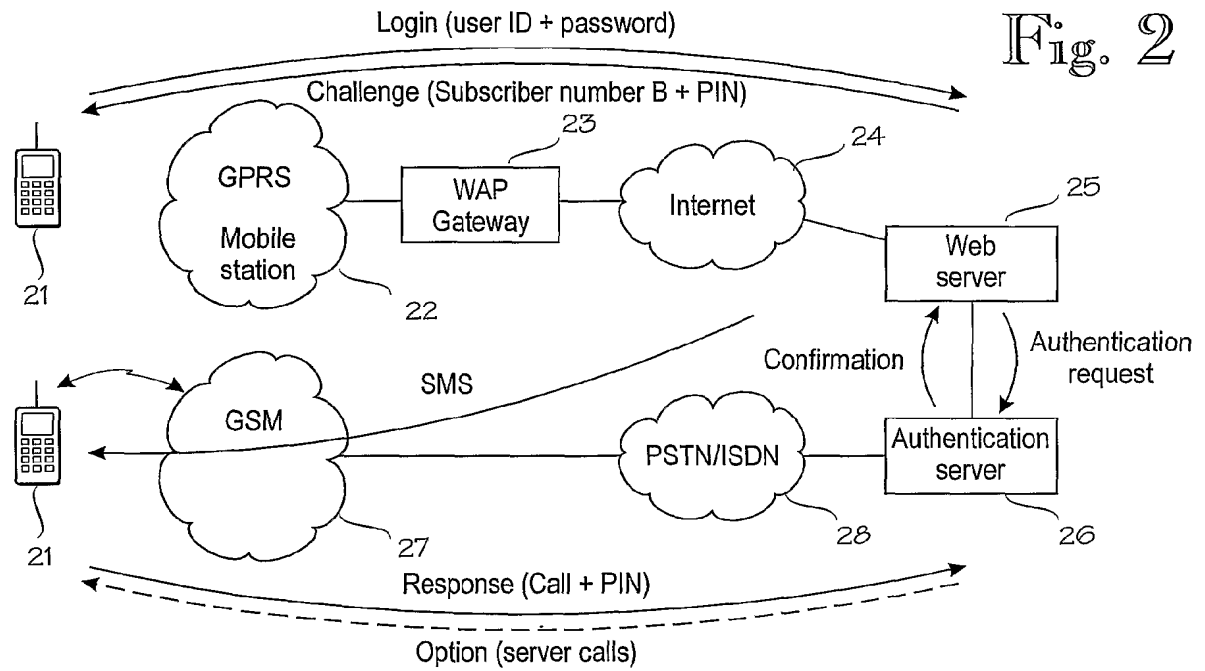 Login (user ID + password)
Fig. 2
Challenge (Subscriber number B + PIN)
23
24
GPRS
WAP
Gateway
Internet
25
Mobile
station
Web
server
21
22
Confirmation
Authentication
request
SMS
GSM
PSTN/ISDN
Authentication
server
21
27
28
26
Response (Call + PIN)
Option (server calls)